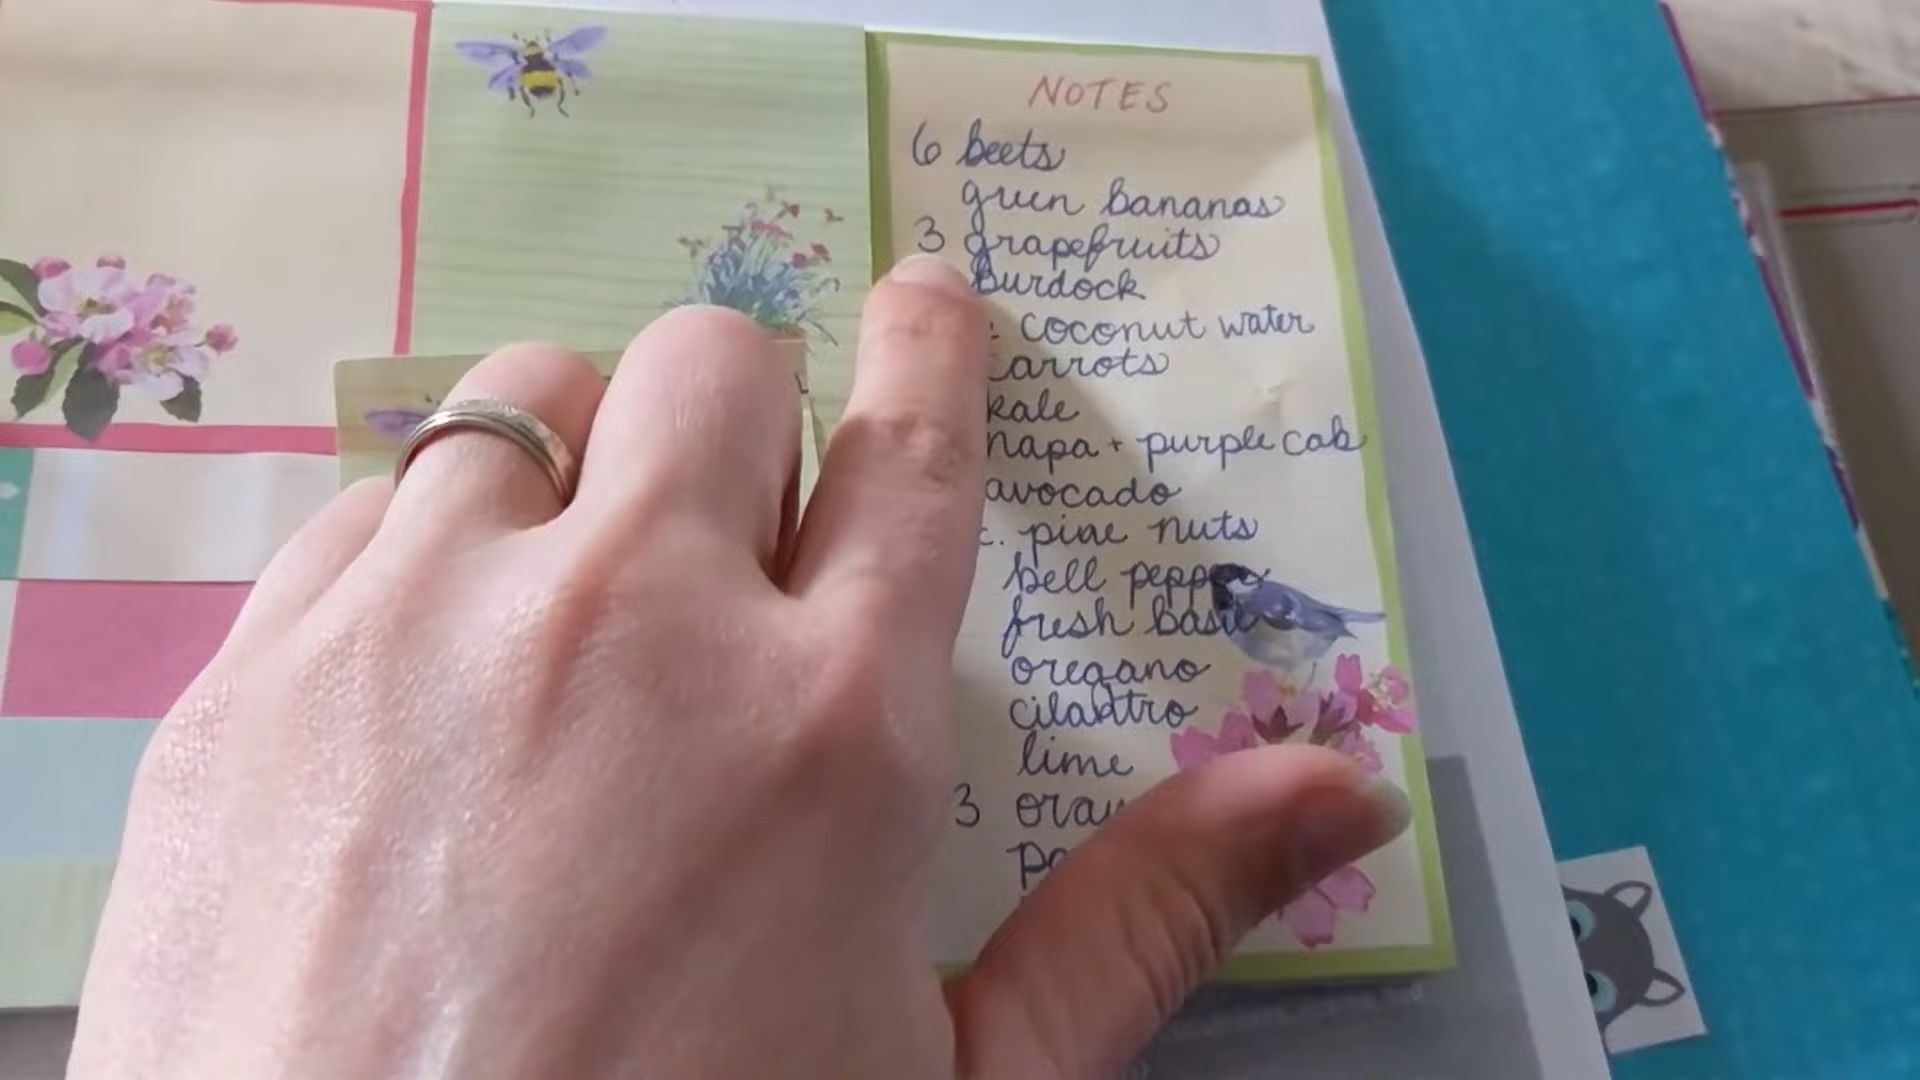 NOTES
6 beets
green bananas
3 grapefruits
burdock
coconut water
carrots
kale
napa + purple cab
avocado
c. pine nuts
bell pepper
fresh basil
oregano
cilantro
lime
3